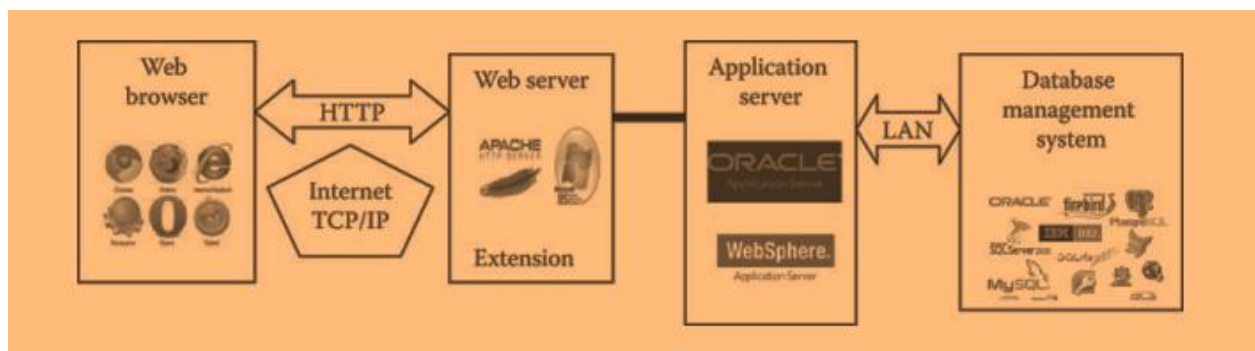 Web
browser
HTTP
Internet
TCP/IP
Web server
APACHE
HTTP SERVER
Extension
Application
server
ORACLE
Application Server
WebSphere.
Application Server
LAN
Database
management
system
ORACLE
firebird
PostgreSQL
IBM DB2
SQL Server
SQLite
MySQL